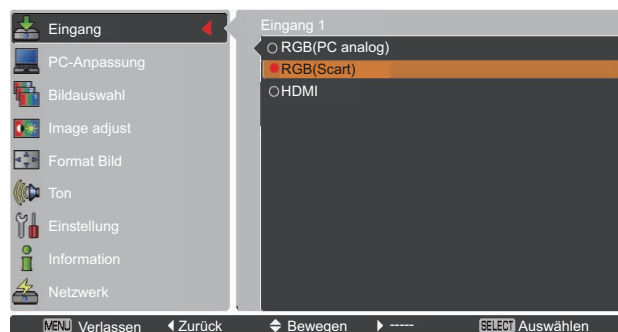 Eingang
PC-Anpassung
Bildauswahl
Image adjust
Format Bild
Ton
Einstellung
Information
Netzwerk
Eingang 1
RGB(PC analog)
RGB(Scart)
HDMI
MENU Verlassen Zurück Bewegen ----- SELECT Auswählen